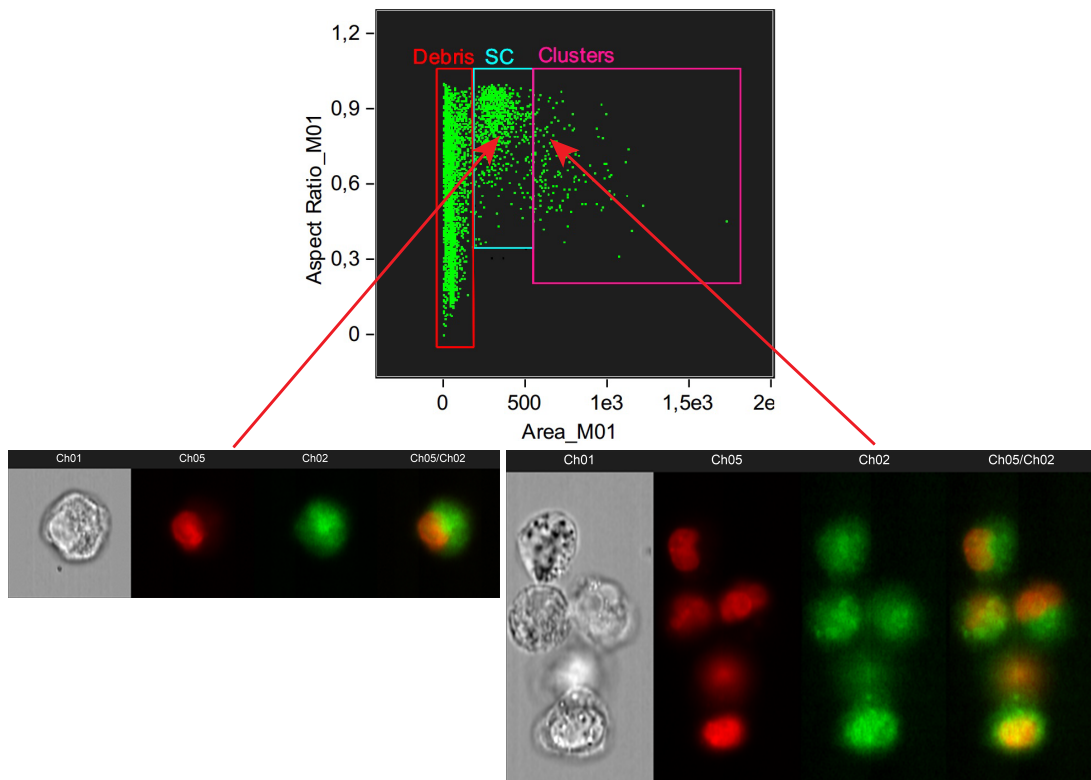 1,2
Debris SC Clusters
0,9
0,6
0,3
0
Aspect Ratio_M01
0 500 1e3 1,5e3 2e
Area_M01
Ch01 Ch05 Ch02 Ch05/Ch02
Ch01 Ch05 Ch02 Ch05/Ch02